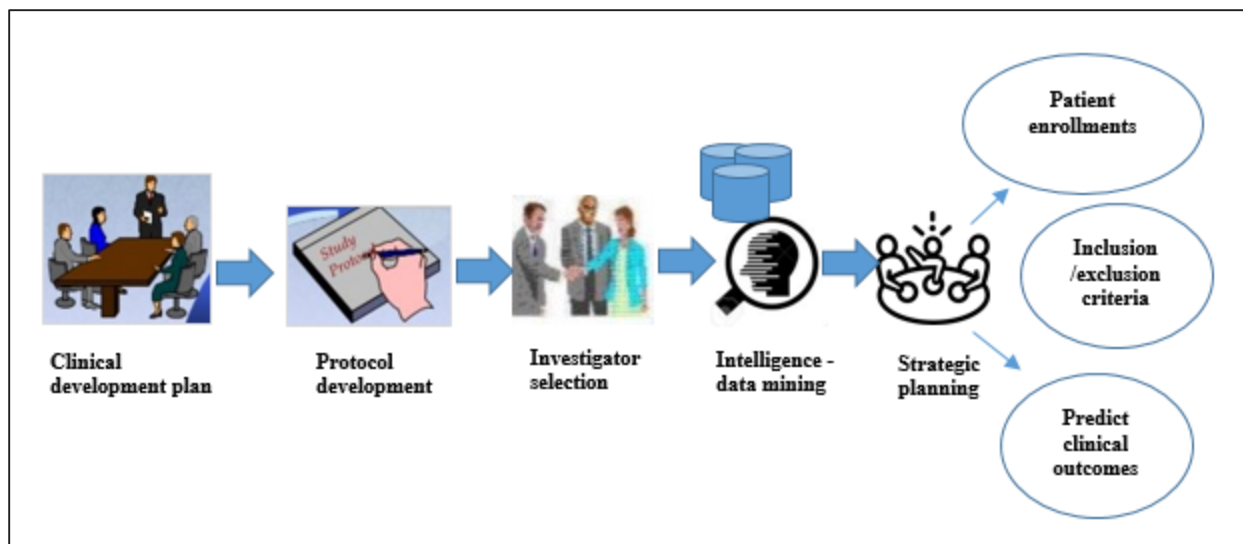 Clinical
development plan
Study
Proto
Protocol
development
Investigator
selection
Intelligence -
data mining
Strategic
planning
Patient
enrollments
Inclusion
/exclusion
criteria
Predict
clinical
outcomes